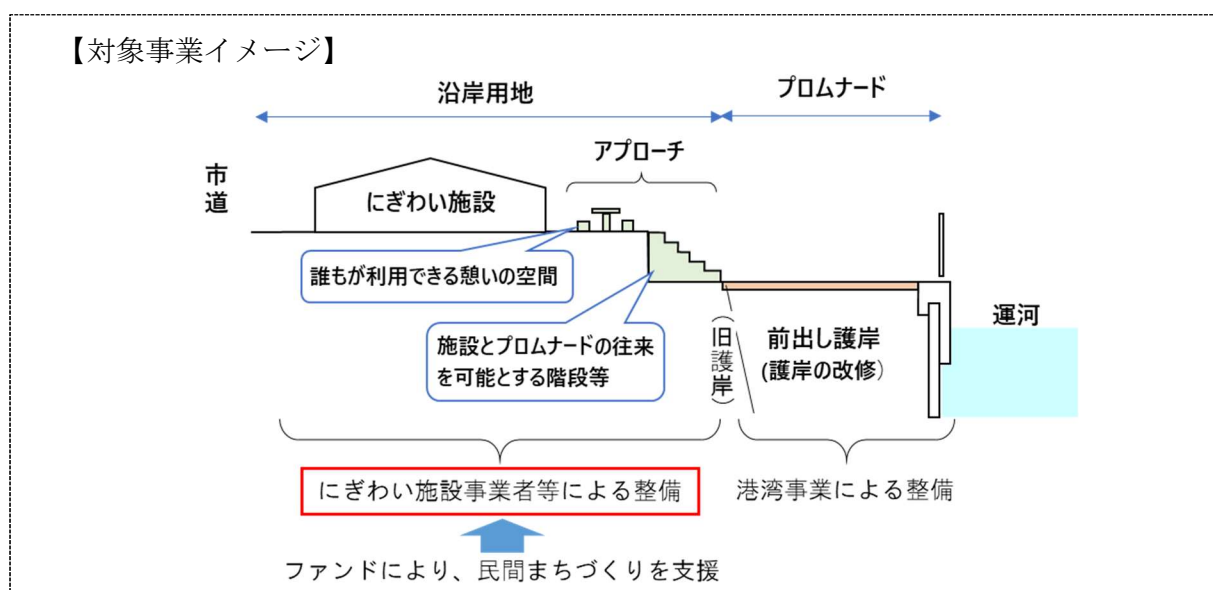 【対象事業イメージ】
沿岸用地
プロムナード
アプローチ
市道
にぎわい施設
誰もが利用できる憩いの空間
施設とプロムナードの往来
を可能とする階段等
（旧護岸）
前出し護岸
(護岸の改修）
運河
にぎわい施設事業者等による整備
港湾事業による整備
ファンドにより、民間まちづくりを支援